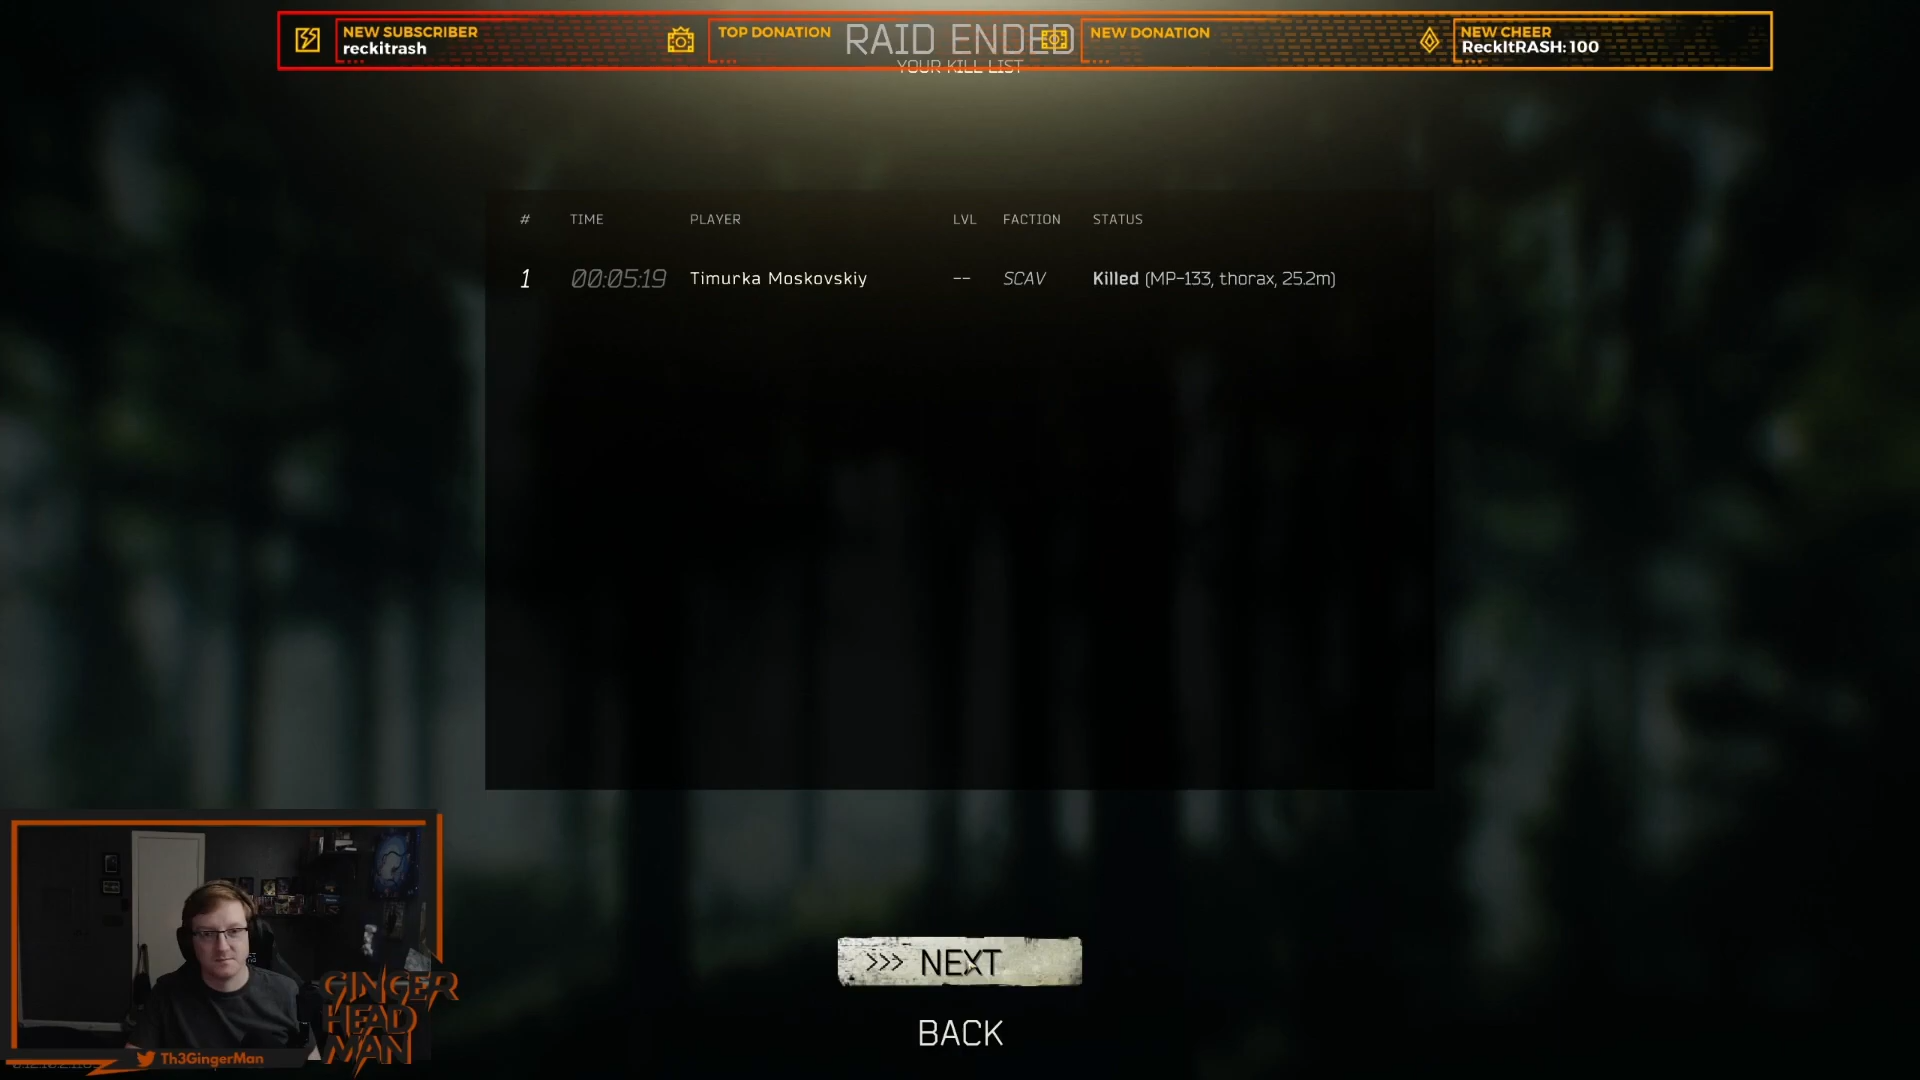 NEW SUBSCRIBER
reckitrash
TOP DONATION
RAID ENDED
YOUR KILL LIST
NEW DONATION
NEW CHEER
ReckItRASH: 100
# TIME PLAYER LVL FACTION STATUS
1 00:05:19 Timurka Moskovskiy -- SCAV Killed (MP-133, thorax, 25.2m)
>>> NEXT
BACK
GINGER
HEAD
MAN
Th3GingerMan